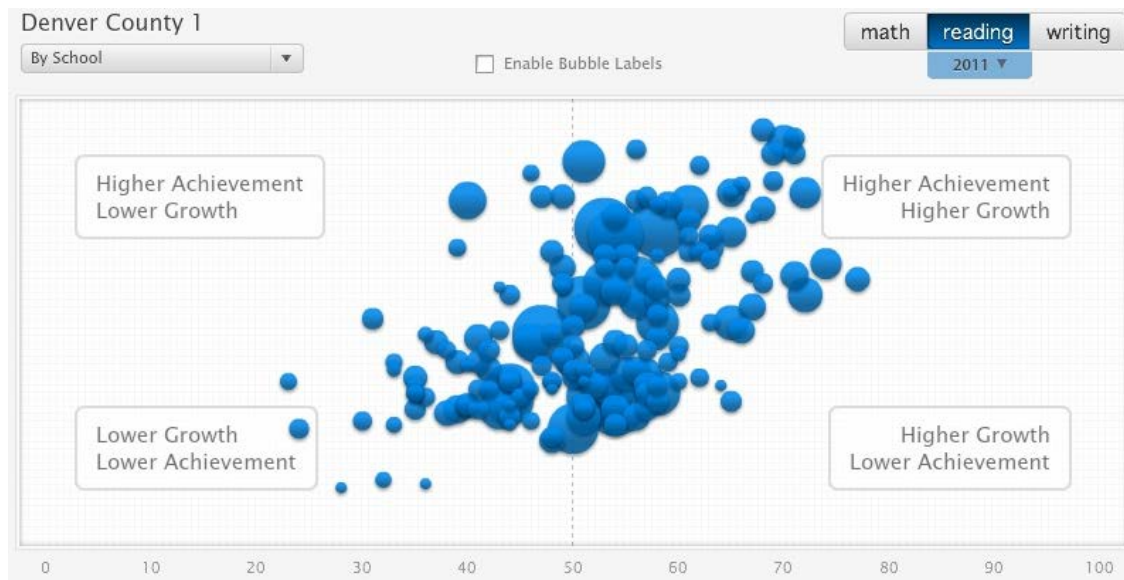 Denver County 1
math reading writing
By School
Enable Bubble Labels
2011
Higher Achievement
Lower Growth
Higher Achievement
Higher Growth
Lower Growth
Lower Achievement
Higher Growth
Lower Achievement
0 10 20 30 40 50 60 70 80 90 100